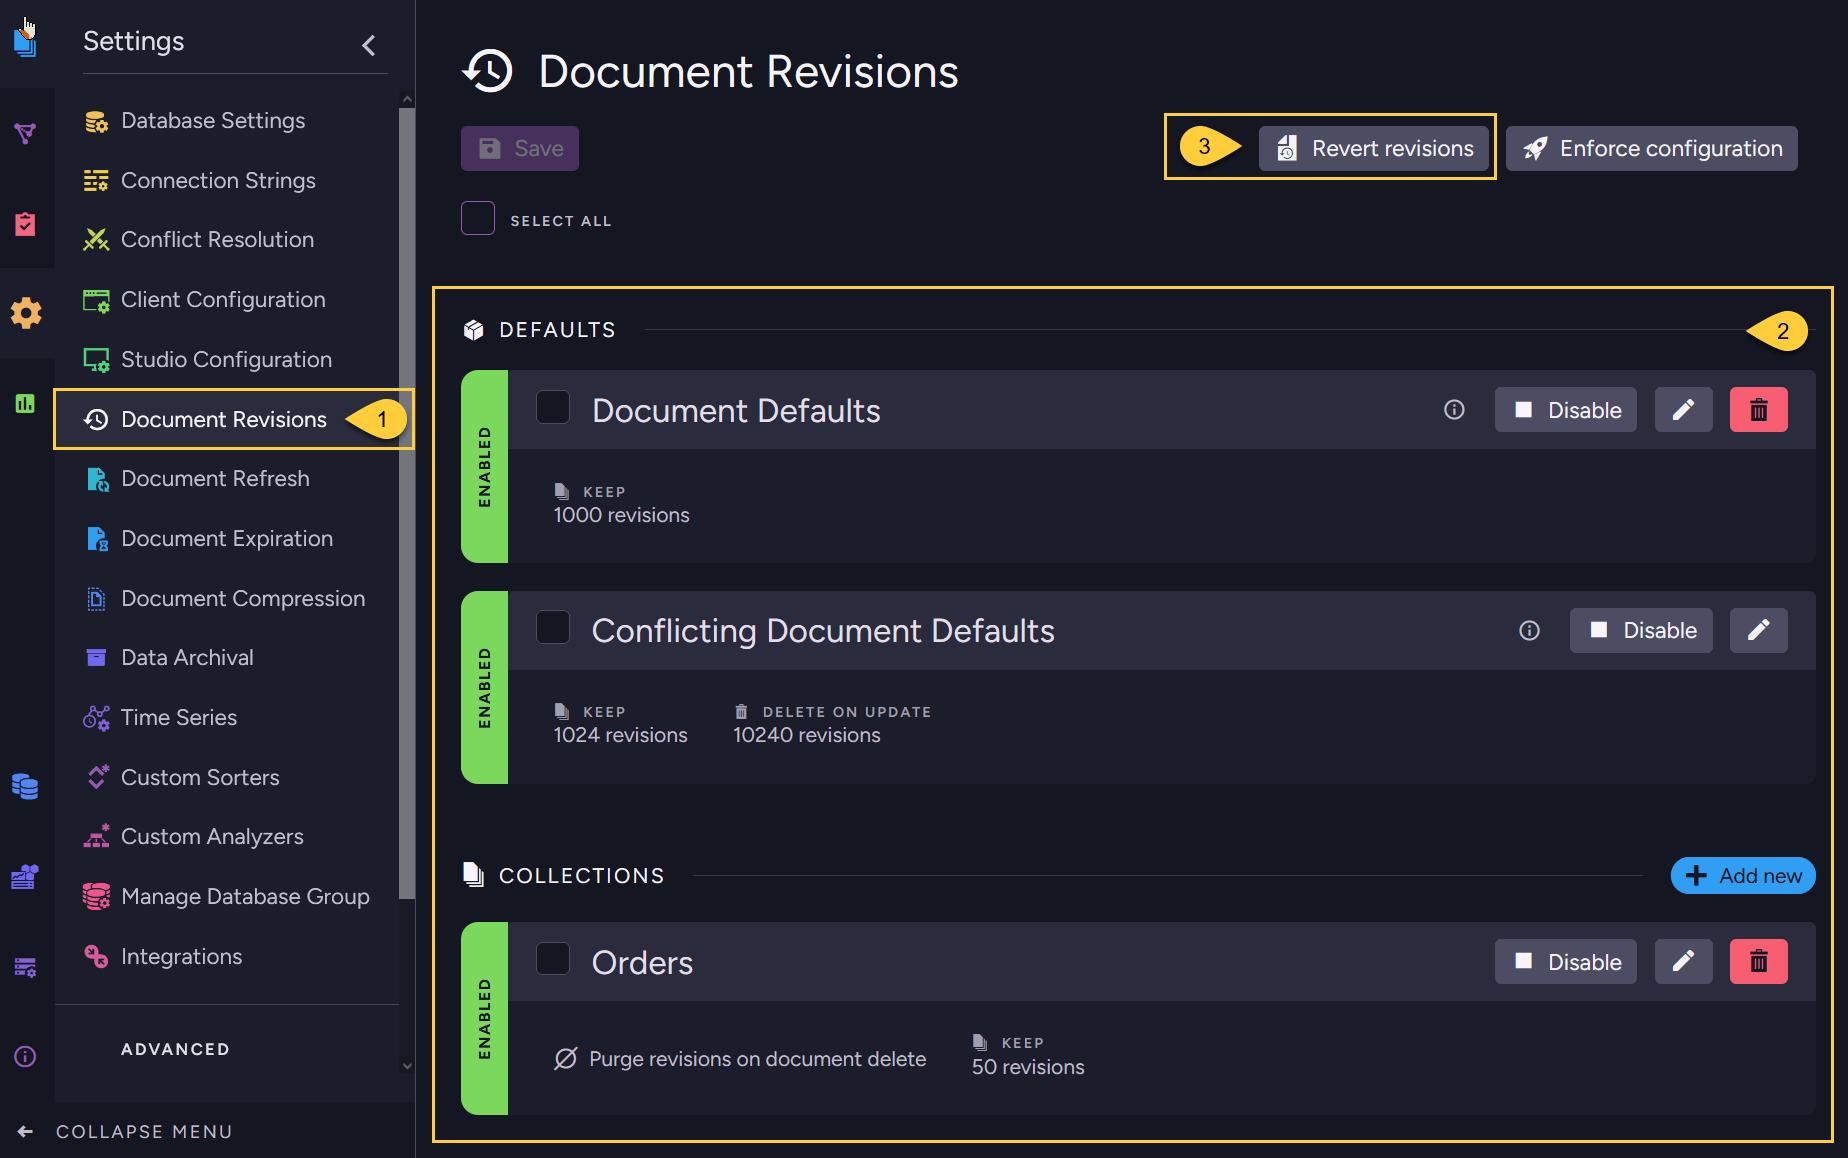 Settings
Database Settings
Connection Strings
Conflict Resolution
Client Configuration
Studio Configuration
Document Revisions
1
Document Refresh
Document Expiration
Document Compression
Data Archival
Time Series
Custom Sorters
Custom Analyzers
Manage Database Group
Integrations
ADVANCED
COLLAPSE MENU
Document Revisions
Save
3
Revert revisions
Enforce configuration
SELECT ALL
DEFAULTS
2
ENABLED
Document Defaults
Disable
KEEP
1000 revisions
ENABLED
Conflicting Document Defaults
Disable
KEEP
1024 revisions
DELETE ON UPDATE
10240 revisions
COLLECTIONS
Add new
ENABLED
Orders
Disable
Purge revisions on document delete
KEEP
50 revisions